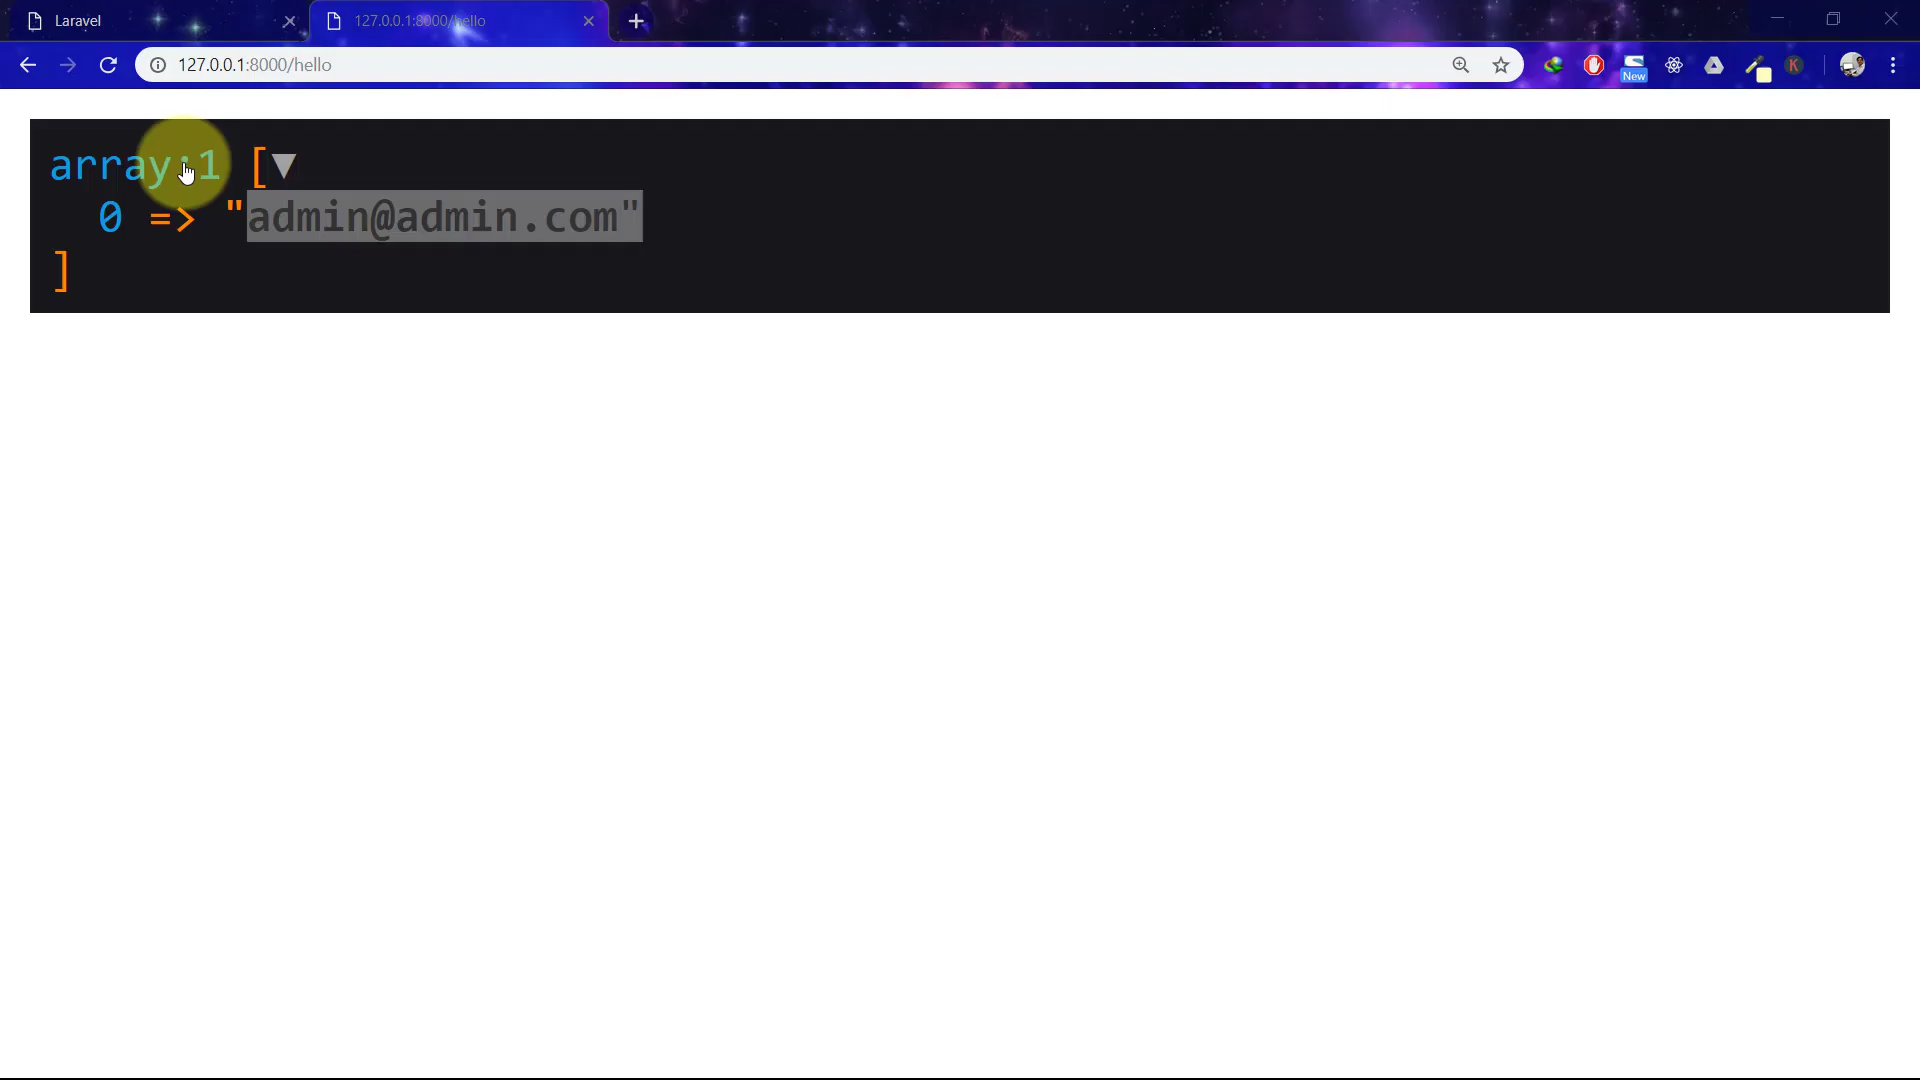 Laravel
127.0.0.1:8000/hello
127.0.0.1:8000/hello
New
K
array:1 [▼
0 => "admin@admin.com"
]